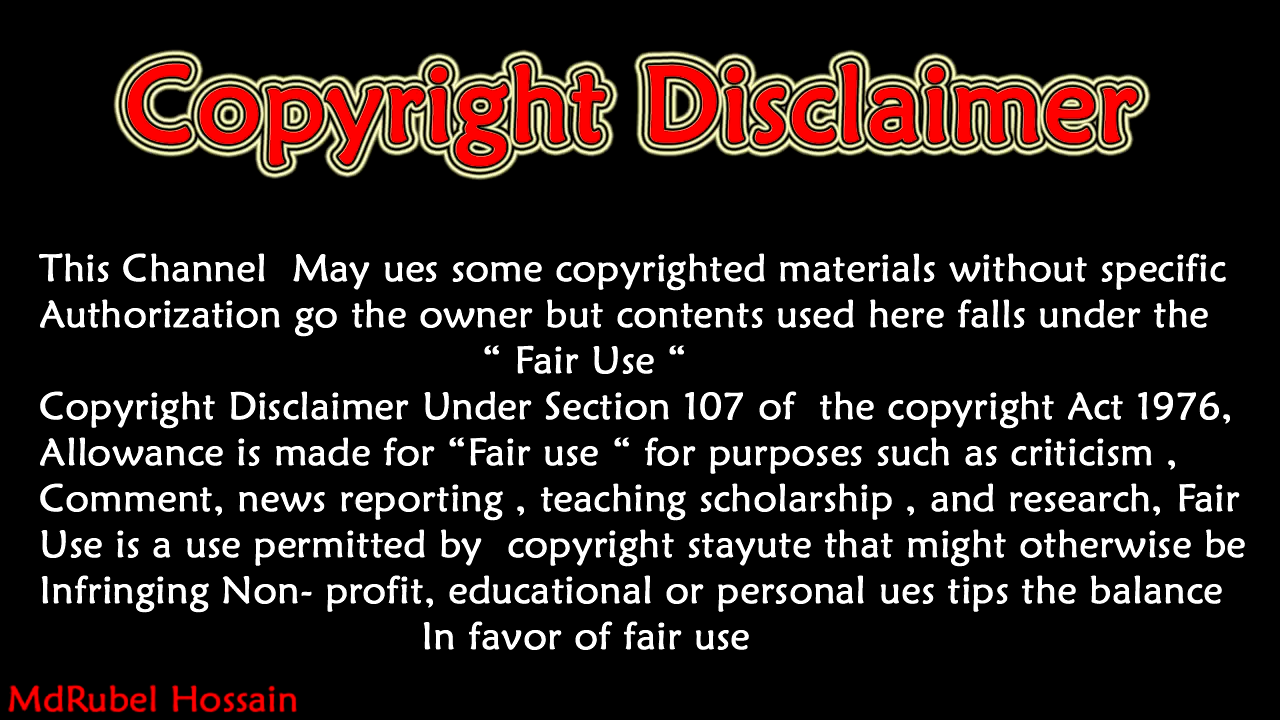 Copyright Disclaimer
This Channel  May ues some copyrighted materials without specific
Authorization go the owner but contents used here falls under the
“ Fair Use “
Copyright Disclaimer Under Section 107 of  the copyright Act 1976,
Allowance is made for “Fair use “ for purposes such as criticism ,
Comment, news reporting , teaching scholarship , and research, Fair
Use is a use permitted by  copyright stayute that might otherwise be
Infringing Non- profit, educational or personal ues tips the balance
In favor of fair use
MdRubel Hossain